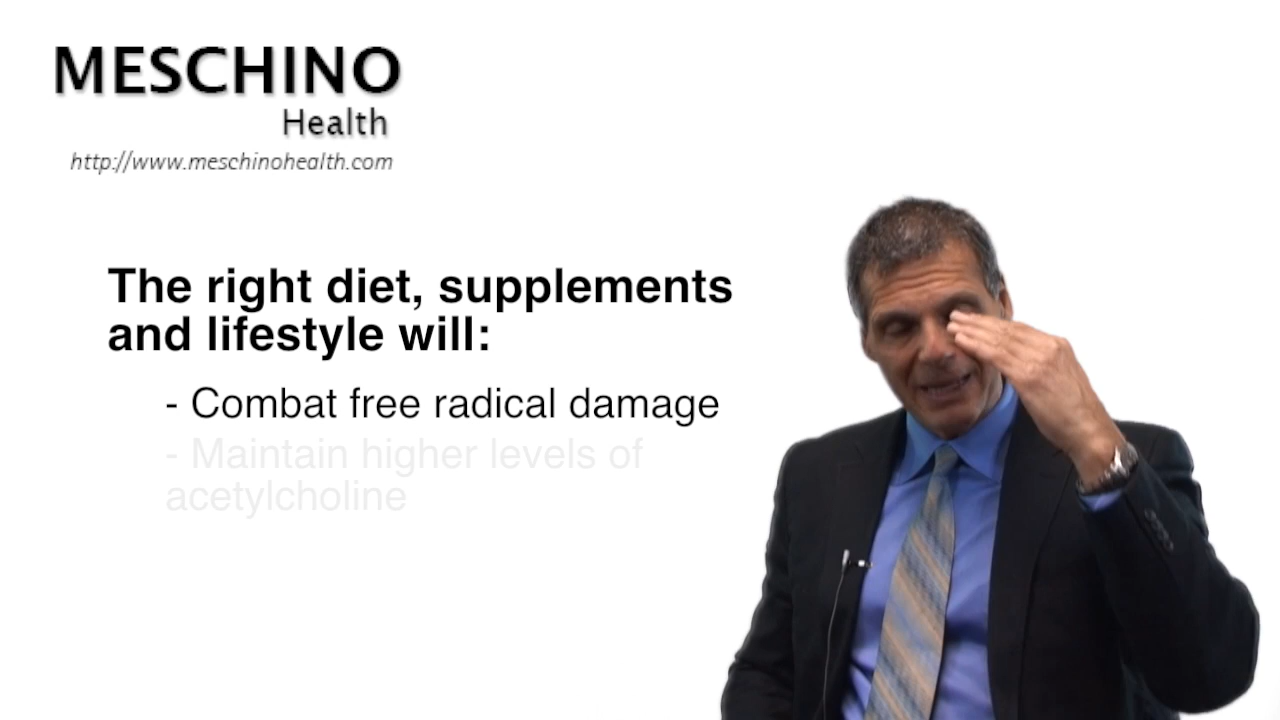 MESCHINO
Health
http://www.meschinohealth.com
The right diet, supplements
and lifestyle will:
- Combat free radical damage
- Maintain higher levels of
acetylcholine